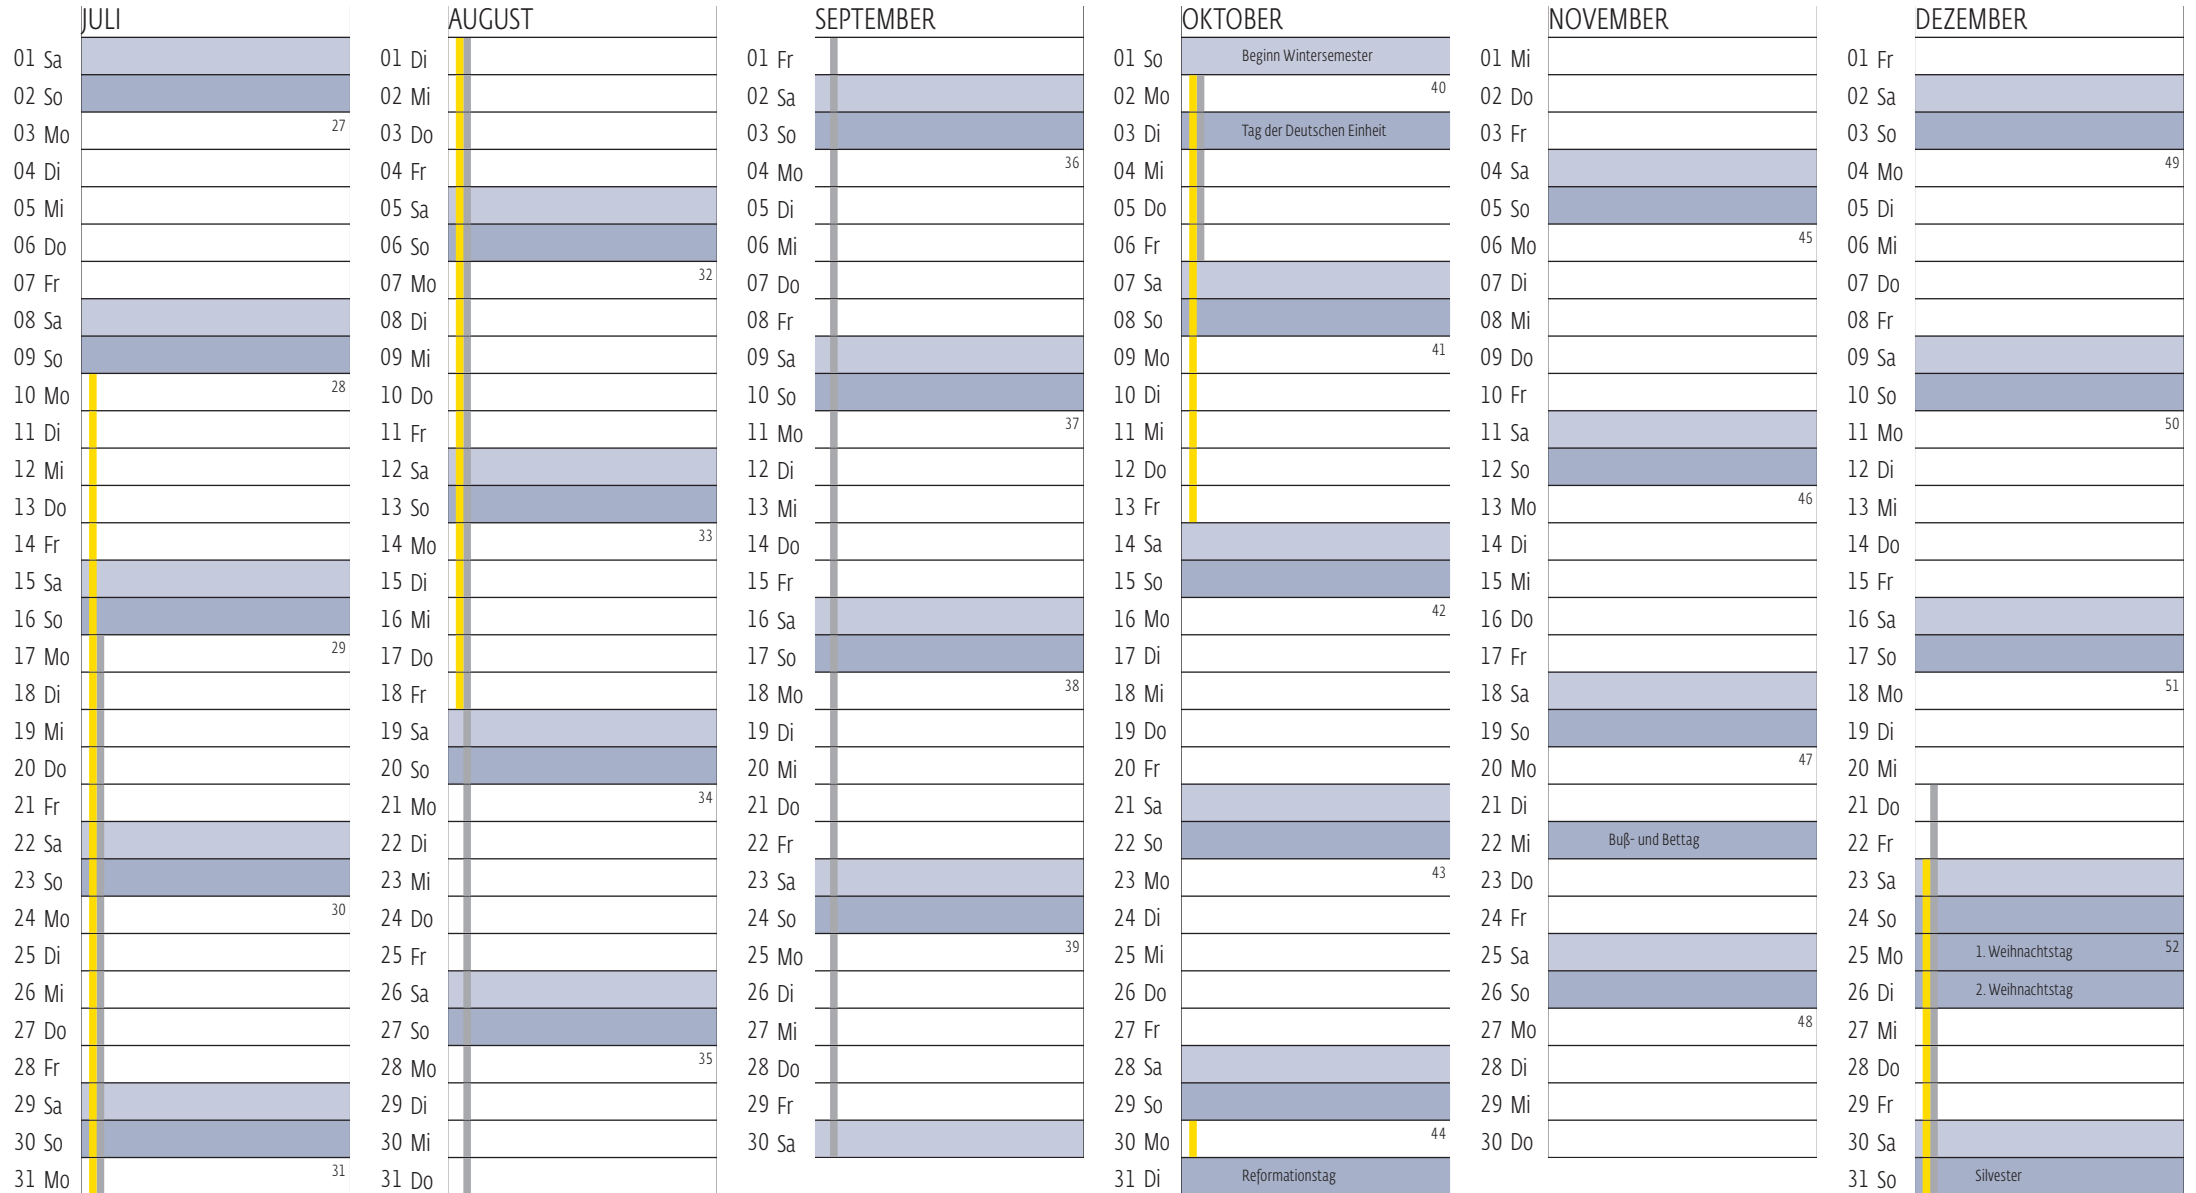 JULI
01 Sa
02 So
03 Mo 27
04 Di
05 Mi
06 Do
07 Fr
08 Sa
09 So
10 Mo 28
11 Di
12 Mi
13 Do
14 Fr
15 Sa
16 So
17 Mo 29
18 Di
19 Mi
20 Do
21 Fr
22 Sa
23 So
24 Mo 30
25 Di
26 Mi
27 Do
28 Fr
29 Sa
30 So
31 Mo 31
AUGUST
01 Di
02 Mi
03 Do
04 Fr
05 Sa
06 So
07 Mo 32
08 Di
09 Mi
10 Do
11 Fr
12 Sa
13 So
14 Mo 33
15 Di
16 Mi
17 Do
18 Fr
19 Sa
20 So
21 Mo 34
22 Di
23 Mi
24 Do
25 Fr
26 Sa
27 So
28 Mo 35
29 Di
30 Mi
31 Do
SEPTEMBER
01 Fr
02 Sa
03 So
04 Mo 36
05 Di
06 Mi
07 Do
08 Fr
09 Sa
10 So
11 Mo 37
12 Di
13 Mi
14 Do
15 Fr
16 Sa
17 So
18 Mo 38
19 Di
20 Mi
21 Do
22 Fr
23 Sa
24 So
25 Mo 39
26 Di
27 Mi
28 Do
29 Fr
30 Sa
OKTOBER
01 So Beginn Wintersemester
02 Mo 40
03 Di Tag der Deutschen Einheit
04 Mi
05 Do
06 Fr
07 Sa
08 So
09 Mo 41
10 Di
11 Mi
12 Do
13 Fr
14 Sa
15 So
16 Mo 42
17 Di
18 Mi
19 Do
20 Fr
21 Sa
22 So
23 Mo 43
24 Di
25 Mi
26 Do
27 Fr
28 Sa
29 So
30 Mo 44
31 Di Reformationstag
NOVEMBER
01 Mi
02 Do
03 Fr
04 Sa
05 So
06 Mo 45
07 Di
08 Mi
09 Do
10 Fr
11 Sa
12 So
13 Mo 46
14 Di
15 Mi
16 Do
17 Fr
18 Sa
19 So
20 Mo 47
21 Di
22 Mi Buß- und Bettag
23 Do
24 Fr
25 Sa
26 So
27 Mo 48
28 Di
29 Mi
30 Do
DEZEMBER
01 Fr
02 Sa
03 So
04 Mo 49
05 Di
06 Mi
07 Do
08 Fr
09 Sa
10 So
11 Mo 50
12 Di
13 Mi
14 Do
15 Fr
16 Sa
17 So
18 Mo 51
19 Di
20 Mi
21 Do
22 Fr
23 Sa
24 So
25 Mo 1. Weihnachtstag 52
26 Di 2. Weihnachtstag
27 Mi
28 Do
29 Fr
30 Sa
31 So Silvester